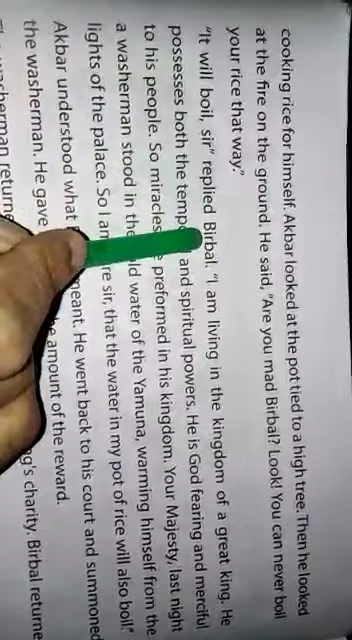 cooking rice for himself. Akbar looked at the pot tied to a high tree. Then he looked
at the fire on the ground. He said, "Are you mad Birbal? Look! You can never boil
your rice that way."
"It will boil, sir" replied Birbal. "I am living in the kingdom of a great king. He
possesses both the temp and spiritual powers. He is God fearing and merciful
to his people. So miracles preformed in his kingdom. Your Majesty, last nigh
a washerman stood in the ld water of the Yamuna, warming himself from the
lights of the palace. So I am re sir, that the water in my pot of rice will also boil."
Akbar understood what meant. He went back to his court and summoned
the washerman. He gave amount of the reward.
washerman returne g's charity. Birbal returne